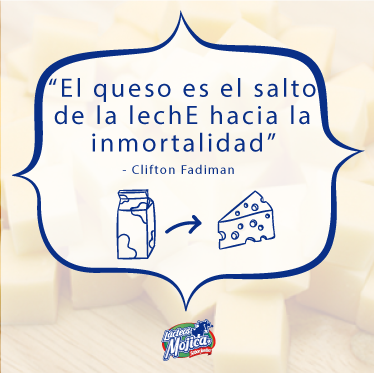 “El queso es el salto
de la lechE hacia la
inmortalidad”
- Clifton Fadiman
Lácteos
Mojica